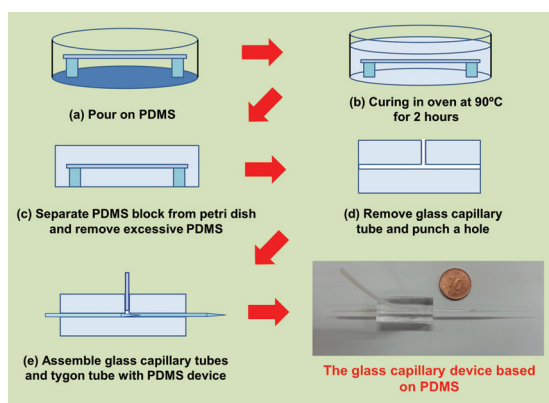 (a) Pour on PDMS
(b) Curing in oven at 90ºC
for 2 hours
(c) Separate PDMS block from petri dish
and remove excessive PDMS
(d) Remove glass capillary
tube and punch a hole
(e) Assemble glass capillary tubes
and tygon tube with PDMS device
10
The glass capillary device based
on PDMS